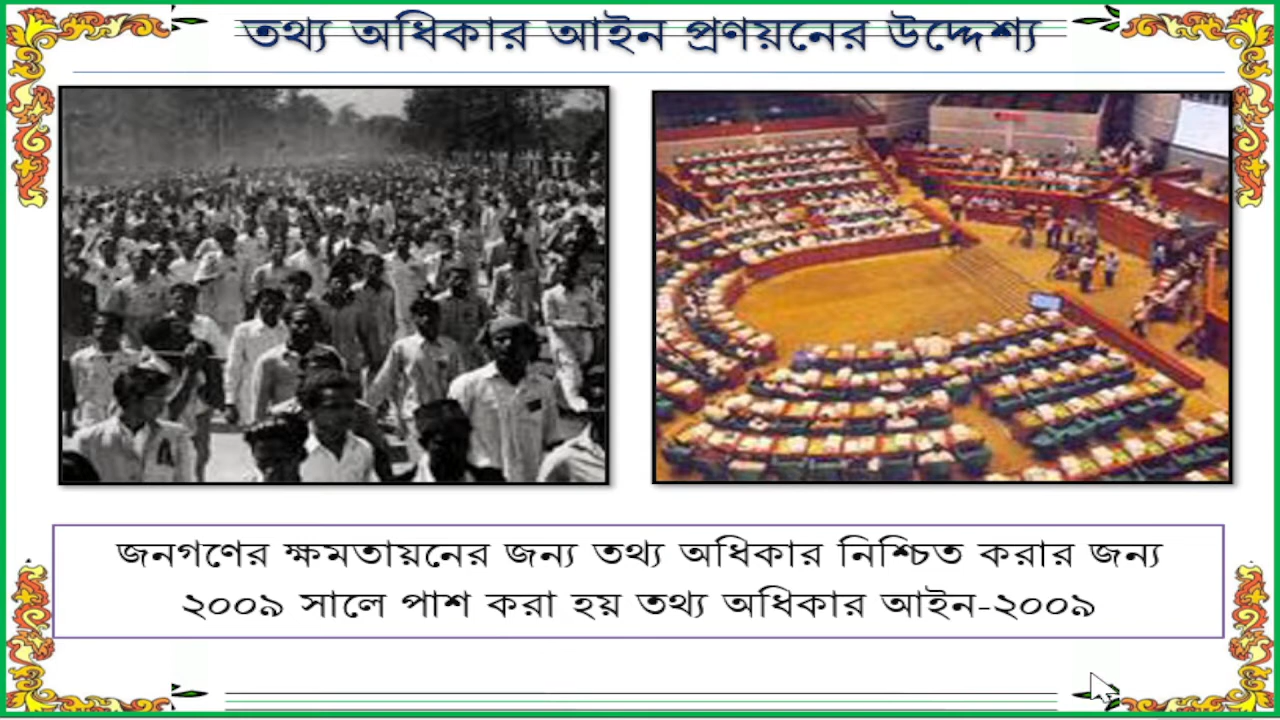 তথ্য অধিকার আইন প্রণয়নের উদ্দেশ্য
জনগণের ক্ষমতায়নের জন্য তথ্য অধিকার নিশ্চিত করার জন্য
২০০৯ সালে পাশ করা হয় তথ্য অধিকার আইন-২০০৯